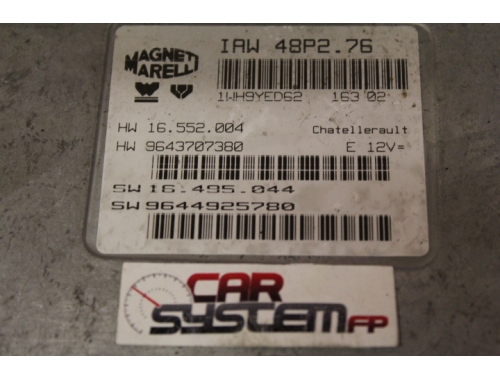 MAGNETI
MARELLI
IAW 48P2.76
1WH9YED62 163 02
HW 16.552.004 Chatellerault
HW 9643707380 E 12V=
SW 16.495.044
SW 9644925780
CAR
SYSTEM FP